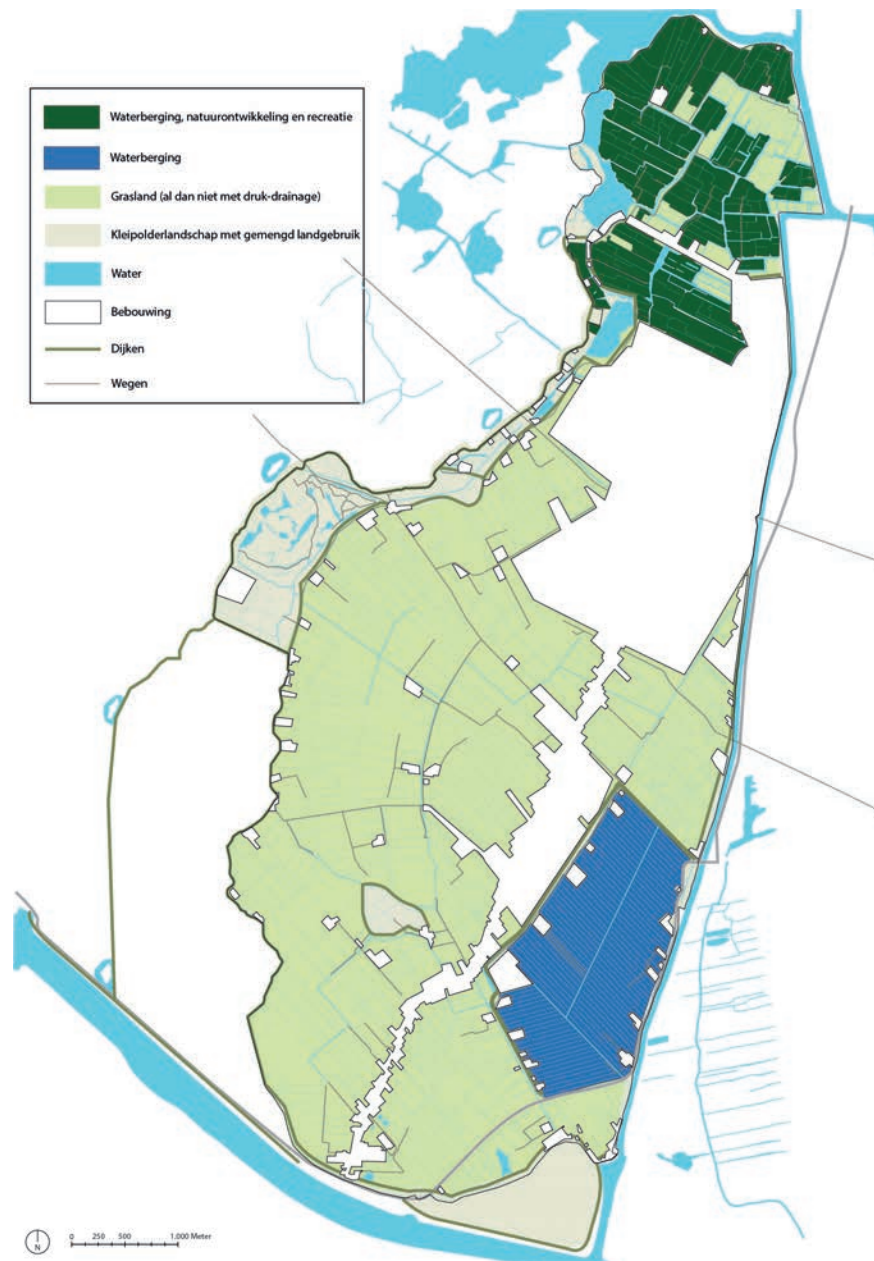 Waterberging, natuurontwikkeling en recreatie
Waterberging
Grasland (al dan niet met druk-drainage)
Kleipolderlandschap met gemengd landgebruik
Water
Bebouwing
Dijken
Wegen
N
0 250 500 1,000 Meter